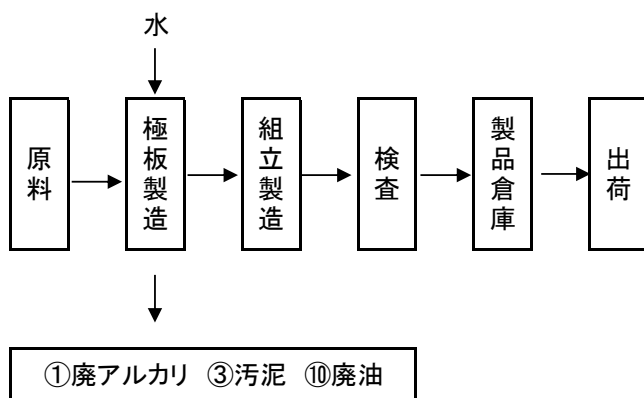 水
原料
極板製造
組立製造
検査
製品倉庫
出荷
①廃アルカリ ③汚泥 ⑩廃油